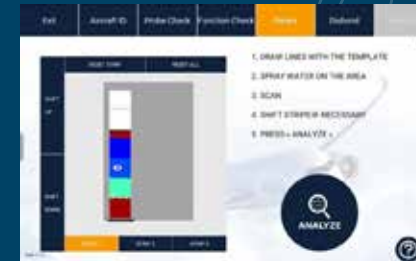 Exit Aircraft ID Probe Check Function Check Disbond
RESET STRIP RESET ALL
1. DRAW LINES WITH THE TEMPLATE
2. SPRAY WATER ON THE AREA
SHIFT UP
3. SCAN
4. SHIFT STRIPE IF NECESSARY
5. PRESS « ANALYZE »
SHIFT DOWN
ANALYZE